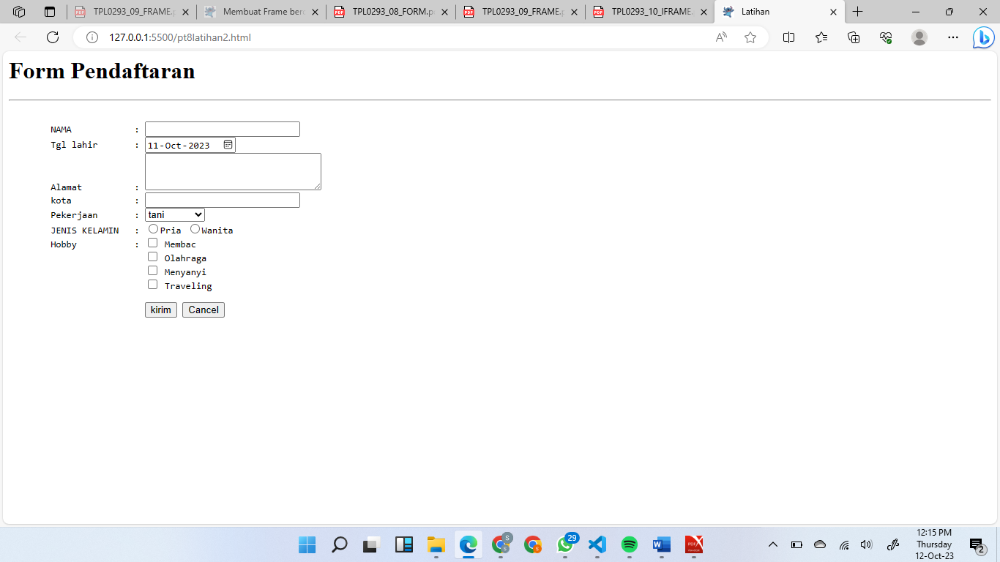 TPL0293_09_FRAME.p
Membuat Frame berd
TPL0293_08_FORM.p
TPL0293_09_FRAME.p
TPL0293_10_IFRAME.
Latihan
127.0.0.1:5500/pt8latihan2.html
Form Pendaftaran
NAMA :
Tgl lahir : 11-Oct-2023
Alamat :
kota :
Pekerjaan : tani
JENIS KELAMIN : Pria Wanita
Hobby : Membac
Olahraga
Menyanyi
Traveling
kirim Cancel
S
S
29
W
PDF
12:15 PM
Thursday
12-Oct-23
2